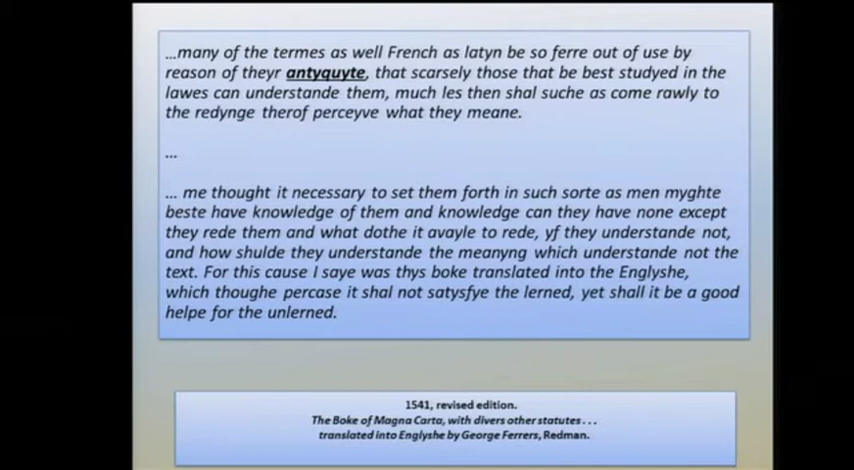 ...many of the termes as well French as latyn be so ferre out of use by
reason of theyr antyquyte, that scarsely those that be best studyed in the
lawes can understande them, much les then shal suche as come rawly to
the redynge therof perceyve what they meane.
...
... me thought it necessary to set them forth in such sorte as men myghte
beste have knowledge of them and knowledge can they have none except
they rede them and what dothe it avayle to rede, yf they understande not,
and how shulde they understande the meanyng which understande not the
text. For this cause I saye was thys boke translated into the Englyshe,
which thoughe percase it shal not satysfye the lerned, yet shall it be a good
helpe for the unlerned.
1541, revised edition.
The Boke of Magna Carta, with divers other statutes . . .
translated into Englyshe by George Ferrers, Redman.